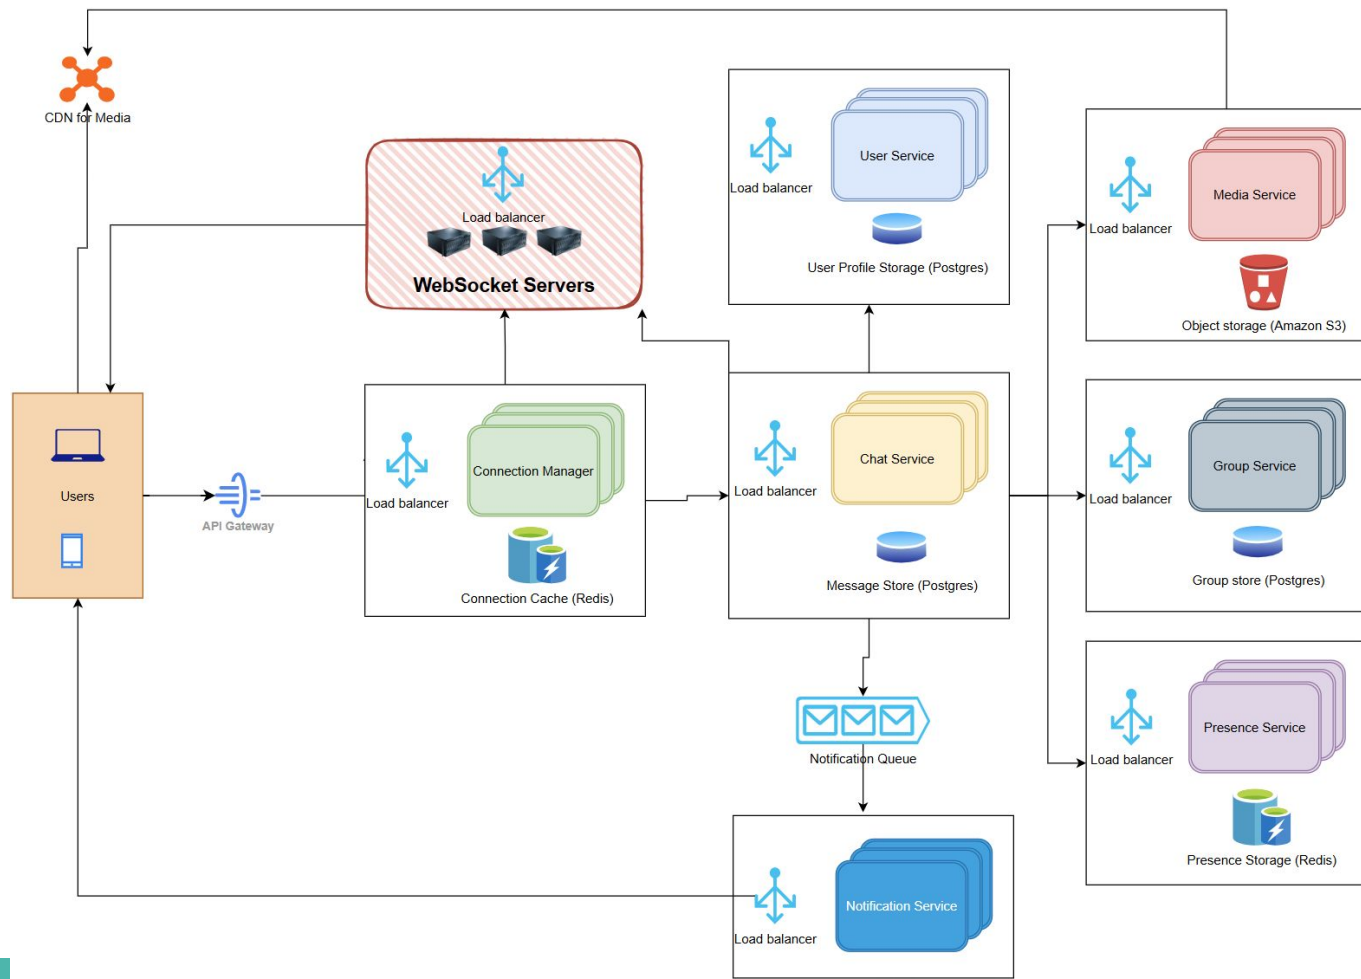 CDN for Media
Load balancer
WebSocket Servers
Load balancer
User Service
User Profile Storage (Postgres)
Load balancer
Media Service
Object storage (Amazon S3)
Users
API Gateway
Load balancer
Connection Manager
Connection Cache (Redis)
Load balancer
Chat Service
Message Store (Postgres)
Load balancer
Group Service
Group store (Postgres)
Load balancer
Presence Service
Presence Storage (Redis)
Notification Queue
Load balancer
Notification Service